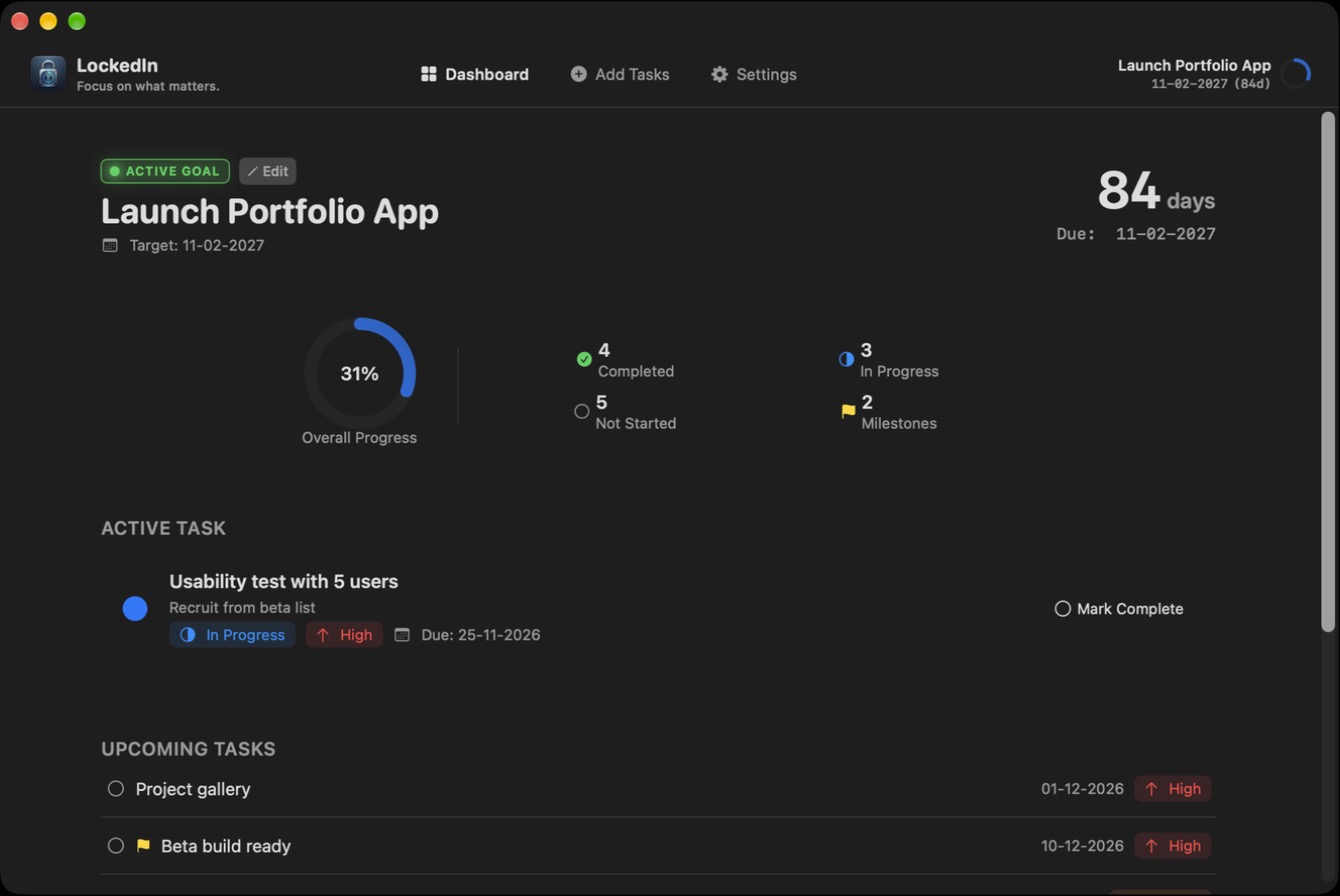 LockedIn
Focus on what matters.
Dashboard
Add Tasks
Settings
Launch Portfolio App
11-02-2027 (84d)
ACTIVE GOAL
Edit
Launch Portfolio App
Target: 11-02-2027
84 days
Due: 11-02-2027
31%
Overall Progress
4
Completed
3
In Progress
5
Not Started
2
Milestones
ACTIVE TASK
Usability test with 5 users
Recruit from beta list
In Progress
High
Due: 25-11-2026
Mark Complete
UPCOMING TASKS
Project gallery
01-12-2026
High
Beta build ready
10-12-2026
High